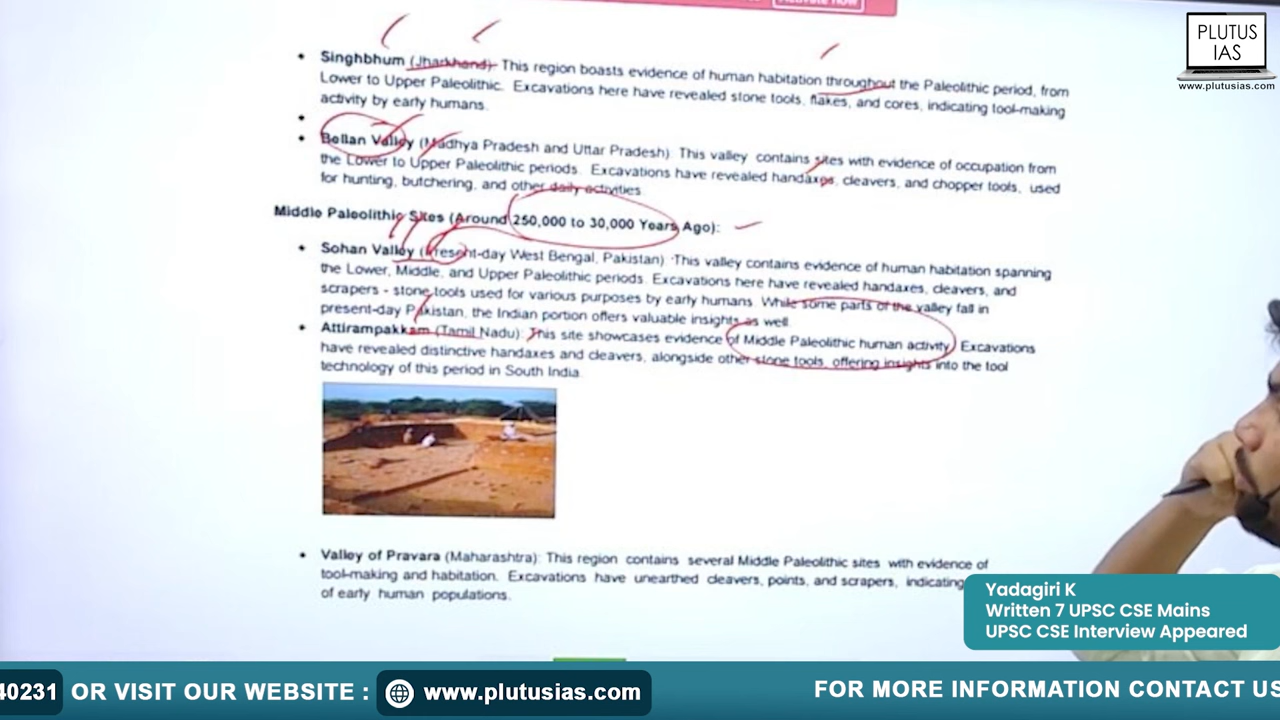 Activate now
PLUTUS
IAS
www.plutusias.com
• Singhbhum (Jharkhand) This region boasts evidence of human habitation throughout the Paleolithic period, from
Lower to Upper Paleolithic. Excavations here have revealed stone tools, flakes, and cores, indicating tool-making
activity by early humans.
•
• Bellan Valley (Madhya Pradesh and Uttar Pradesh) This valley contains sites with evidence of occupation from
the Lower to Upper Paleolithic periods. Excavations have revealed handaxes, cleavers, and chopper tools, used
for hunting, butchering, and other daily activities
Middle Paleolithic Sites (Around 250,000 to 30,000 Years Ago):
• Sohan Valley (Present-day West Bengal, Pakistan) This valley contains evidence of human habitation spanning
the Lower, Middle, and Upper Paleolithic periods. Excavations here have revealed handaxes, cleavers, and
scrapers - stone tools used for various purposes by early humans. While some parts of the valley fall in
present-day Pakistan, the Indian portion offers valuable insights as well.
• Attirampakkam (Tamil Nadu): This site showcases evidence of Middle Paleolithic human activity. Excavations
have revealed distinctive handaxes and cleavers, alongside other stone tools, offering insights into the tool
technology of this period in South India.
• Valley of Pravara (Maharashtra): This region contains several Middle Paleolithic sites with evidence of
tool-making and habitation. Excavations have unearthed cleavers, points, and scrapers, indicating
of early human populations.
Yadagiri K
Written 7 UPSC CSE Mains
UPSC CSE Interview Appeared
40231 OR VISIT OUR WEBSITE : www.plutusias.com FOR MORE INFORMATION CONTACT US